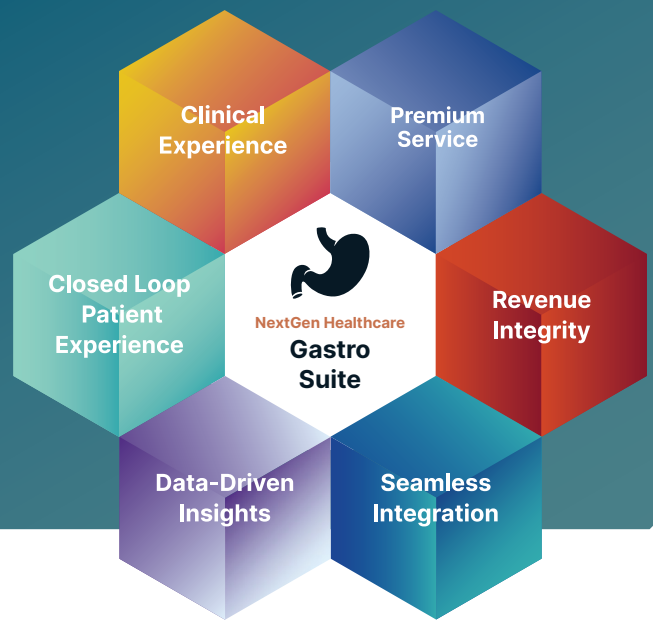 Clinical
Experience
Premium
Service
Closed Loop
Patient
Experience
NextGen Healthcare
Gastro
Suite
Revenue
Integrity
Data-Driven
Insights
Seamless
Integration